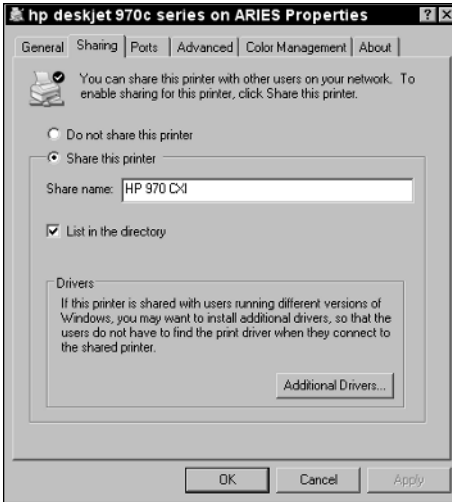 hp deskjet 970c series on ARIES Properties
General Sharing Ports Advanced Color Management About
You can share this printer with other users on your network. To
enable sharing for this printer, click Share this printer.
Do not share this printer
Share this printer
Share name: HP 970 CXI
List in the directory
Drivers
If this printer is shared with users running different versions of
Windows, you may want to install additional drivers, so that the
users do not have to find the print driver when they connect to
the shared printer.
Additional Drivers...
OK Cancel Apply